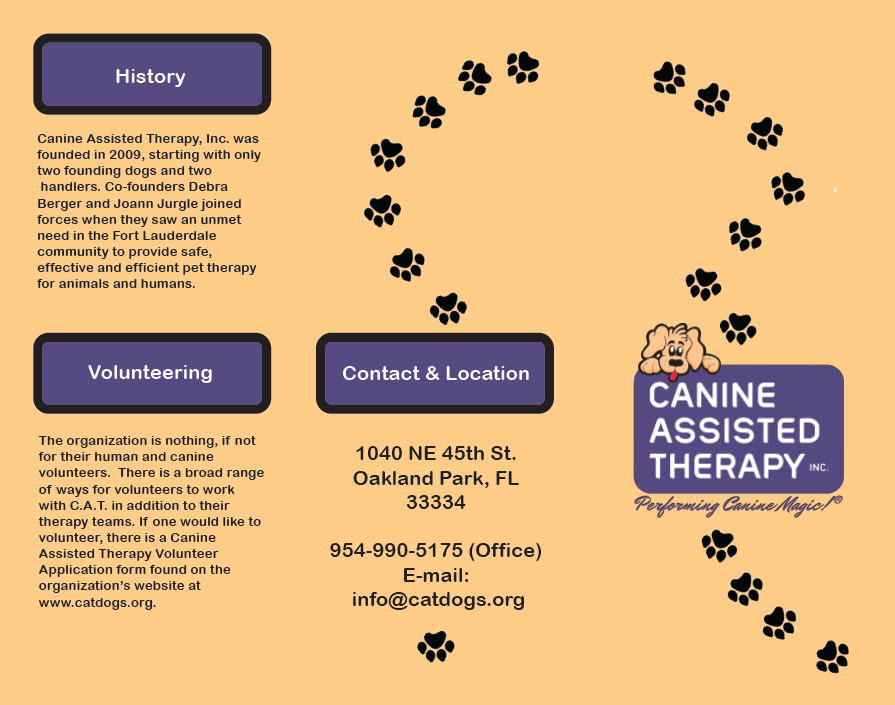 History
Canine Assisted Therapy, Inc. was
founded in 2009, starting with only
two founding dogs and two
handlers. Co-founders Debra
Berger and Joann Jurgle joined
forces when they saw an unmet
need in the Fort Lauderdale
community to provide safe,
effective and efficient pet therapy
for animals and humans.
Volunteering
The organization is nothing, if not
for their human and canine
volunteers.  There is a broad range
of ways for volunteers to work
with C.A.T. in addition to their
therapy teams. If one would like to
volunteer, there is a Canine
Assisted Therapy Volunteer
Application form found on the
organization's website at
www.catdogs.org.
Contact & Location
1040 NE 45th St.
Oakland Park, FL
33334
954-990-5175 (Office)
E-mail:
info@catdogs.org
CANINE
ASSISTED
THERAPY INC.
Performing Canine Magic!®